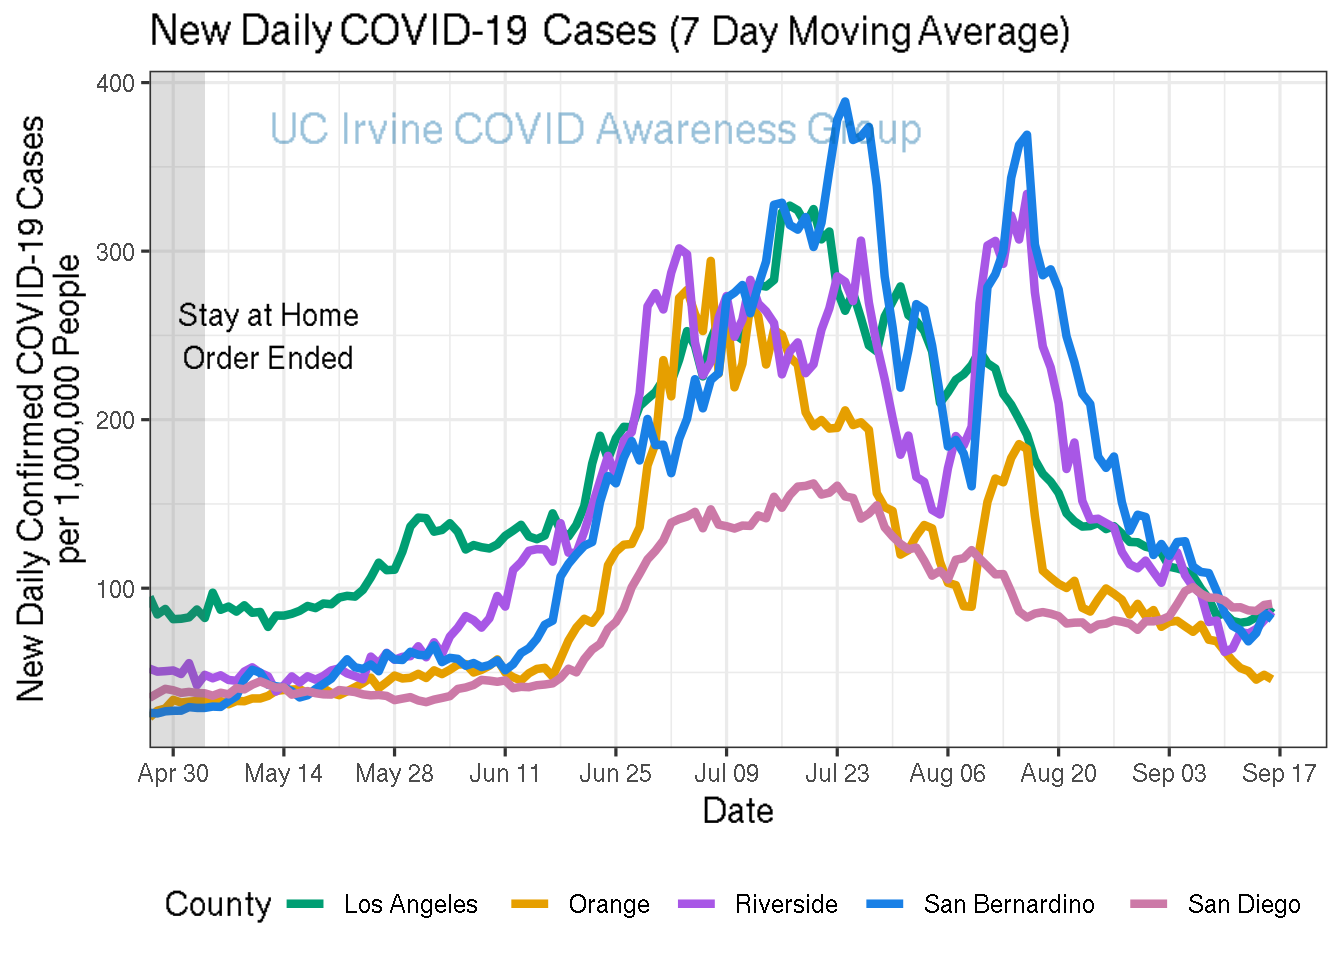 New Daily COVID-19 Cases (7 Day Moving Average)
UC Irvine COVID Awareness Group
Stay at Home
Order Ended
New Daily Confirmed COVID-19 Cases
per 1,000,000 People
400
300
200
100
Apr 30 May 14 May 28 Jun 11 Jun 25 Jul 09 Jul 23 Aug 06 Aug 20 Sep 03 Sep 17
Date
County Los Angeles Orange Riverside San Bernardino San Diego